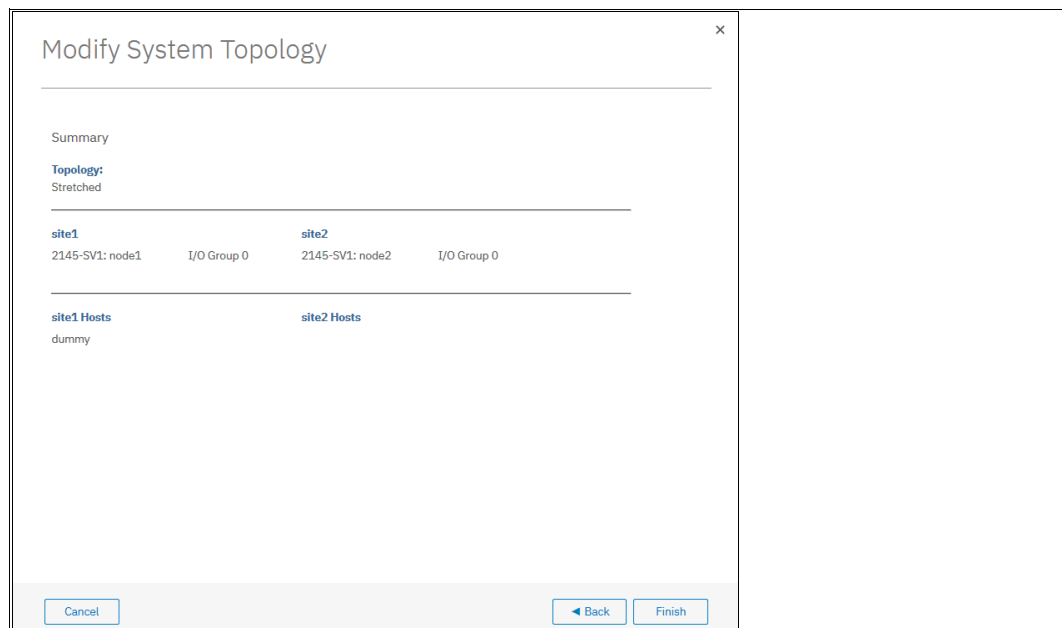 ×
Modify System Topology
Summary
Topology:
Stretched
site1 site2
2145-SV1: node1 I/O Group 0 2145-SV1: node2 I/O Group 0
site1 Hosts site2 Hosts
dummy
Cancel ◄ Back Finish